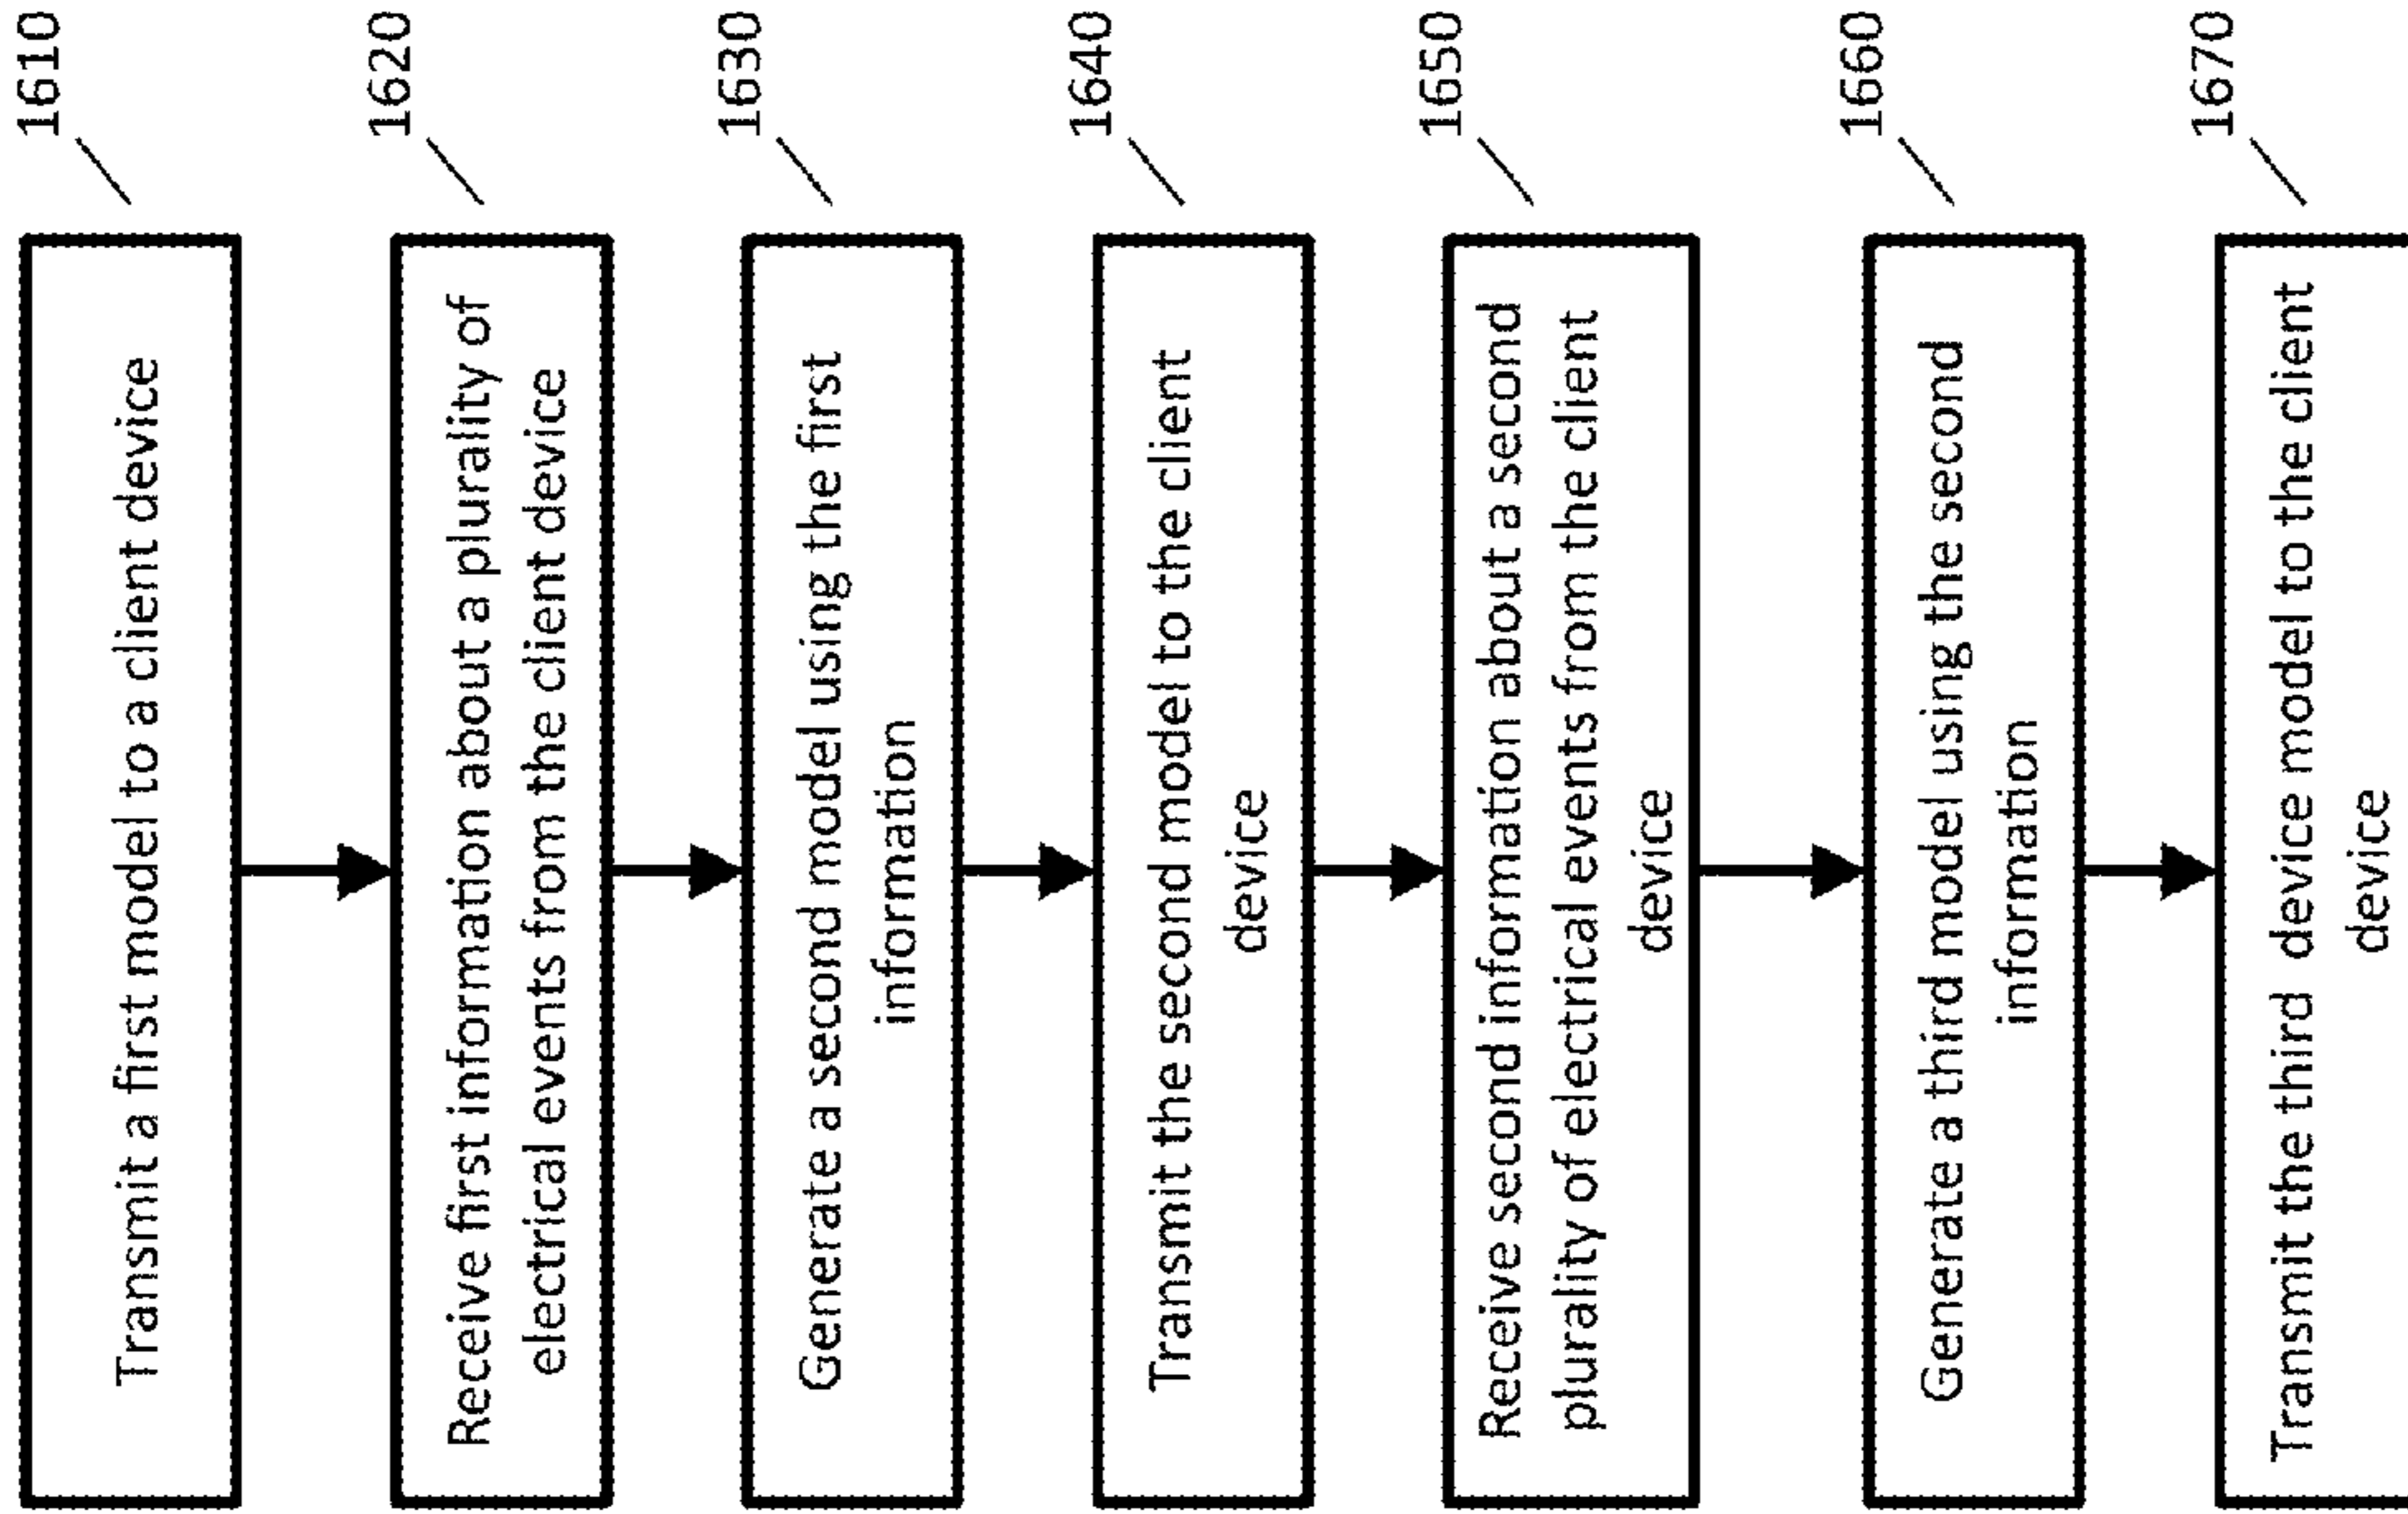 1610
Transmit a first model to a client device
1620
Receive first information about a plurality of
electrical events from the client device
1630
Generate a second model using the first
information
1640
Transmit the second model to the client
device
1650
Receive second information about a second
plurality of electrical events from the client
device
1660
Generate a third model using the second
information
1670
Transmit the third device model to the client
device